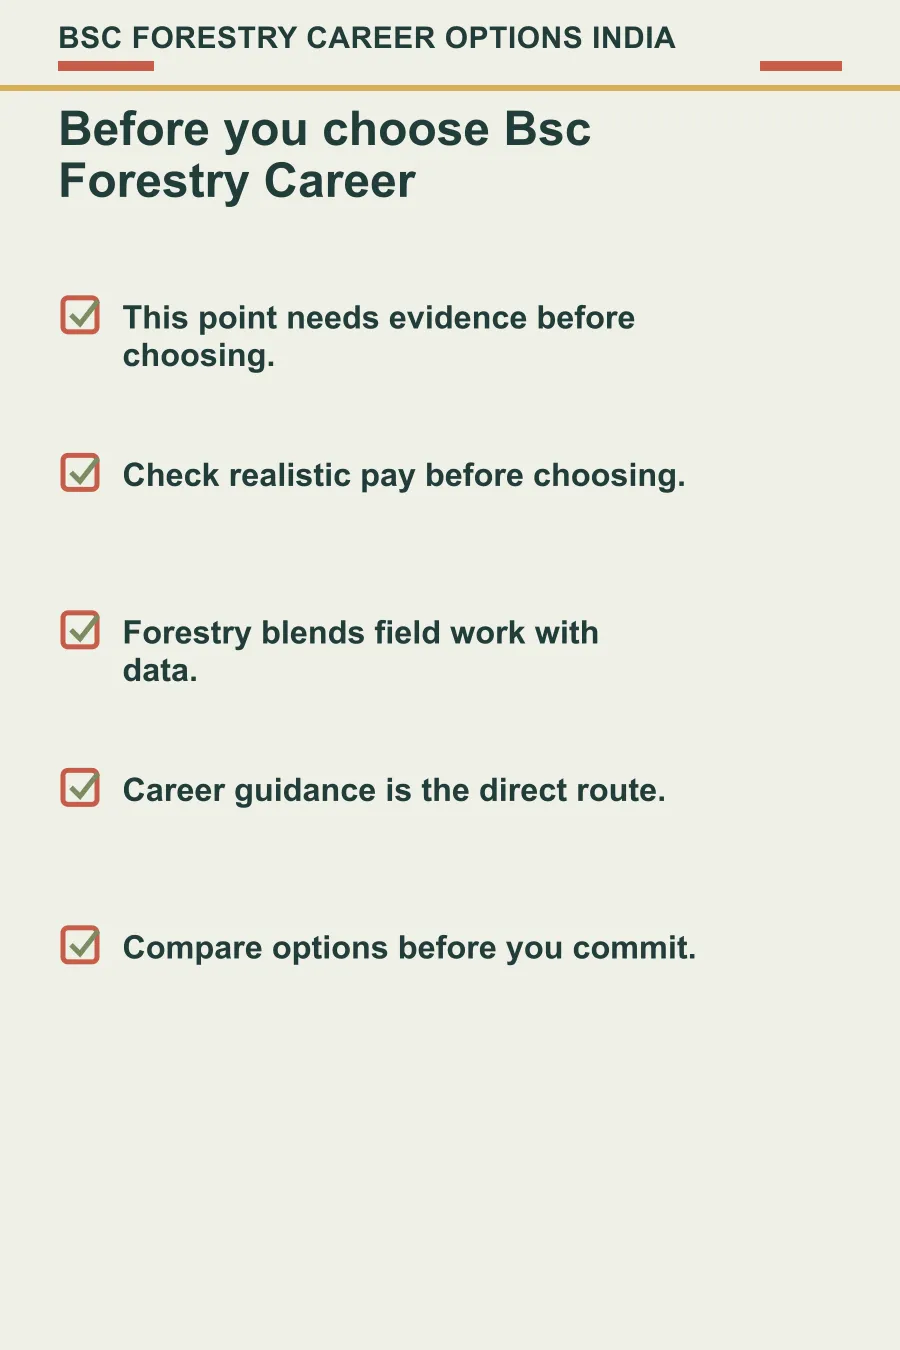 BSC FORESTRY CAREER OPTIONS INDIA
Before you choose Bsc
Forestry Career
This point needs evidence before
choosing.
Check realistic pay before choosing.
Forestry blends field work with
data.
Career guidance is the direct route.
Compare options before you commit.